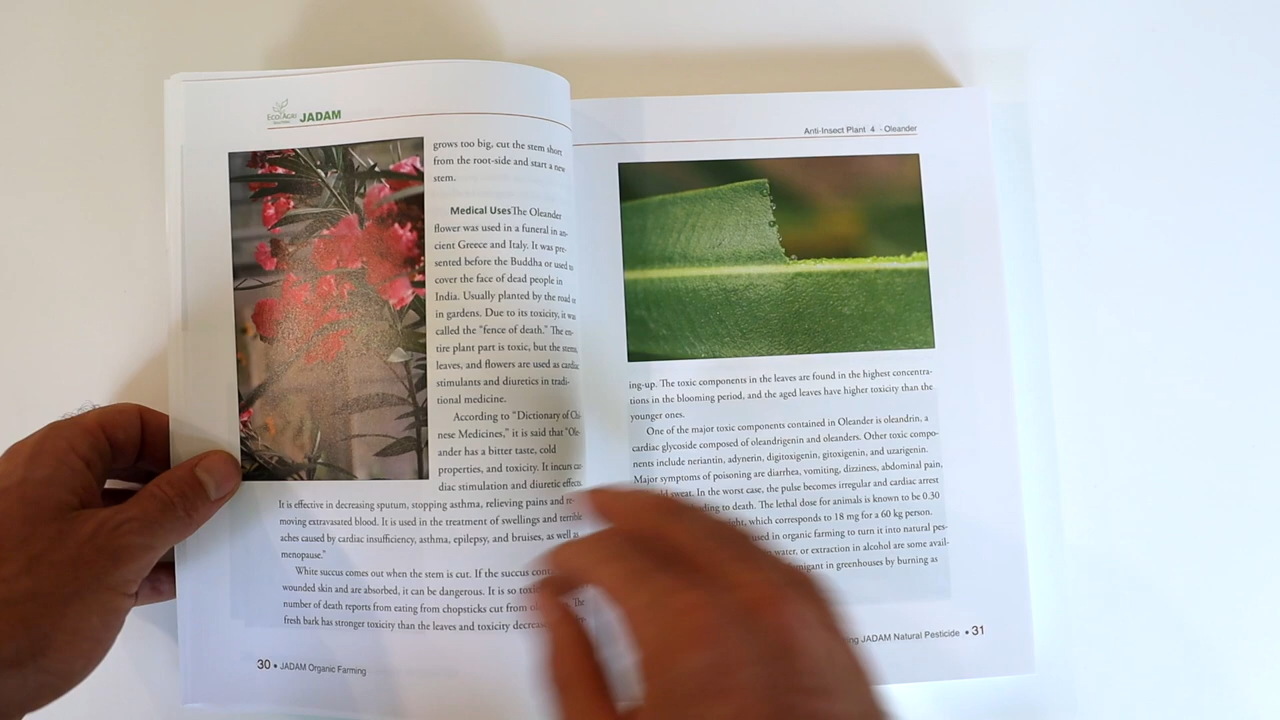 EcoAgri JADAM
grows too big, cut the stem short
from the root-side and start a new
stem.
Medical Uses The Oleander
flower was used in a funeral in an-
cient Greece and Italy. It was pre-
sented before the Buddha or used to
cover the face of dead people in
India. Usually planted by the road or
in gardens. Due to its toxicity, it was
called the "fence of death." The en-
tire plant part is toxic, but the stems,
leaves, and flowers are used as cardiac
stimulants and diuretics in tradi-
tional medicine.
According to "Dictionary of Chi-
nese Medicines," it is said that "Ole-
ander has a bitter taste, cold
properties, and toxicity. It incurs car-
diac stimulation and diuretic effects.
It is effective in decreasing sputum, stopping asthma, relieving pains and re-
moving extravasated blood. It is used in the treatment of swellings and terrible
aches caused by cardiac insufficiency, asthma, epilepsy, and bruises, as well as
menopause."
White succus comes out when the stem is cut. If the succus
wounded skin and are absorbed, it can be dangerous. It is so
number of death reports from eating from chopsticks cut from The
fresh bark has stronger toxicity than the leaves and toxicity
30 • JADAM Organic Farming
Anti-Insect Plant 4 - Oleander
ing-up. The toxic components in the leaves are found in the highest concentra-
tions in the blooming period, and the aged leaves have higher toxicity than the
younger ones.
One of the major toxic components contained in Oleander is oleandrin, a
cardiac glycoside composed of oleandrigenin and oleanders. Other toxic compo-
nents include neriantin, adynerin, digitoxigenin, gitoxigenin, and uzarigenin.
Major symptoms of poisoning are diarrhea, vomiting, dizziness, abdominal pain,
sweat. In the worst case, the pulse becomes irregular and cardiac arrest
to death. The lethal dose for animals is known to be 0.30
which corresponds to 18 mg for a 60 kg person.
used in organic farming to turn it into natural pes-
water, or extraction in alcohol are some avail-
in greenhouses by burning as
JADAM Natural Pesticide • 31